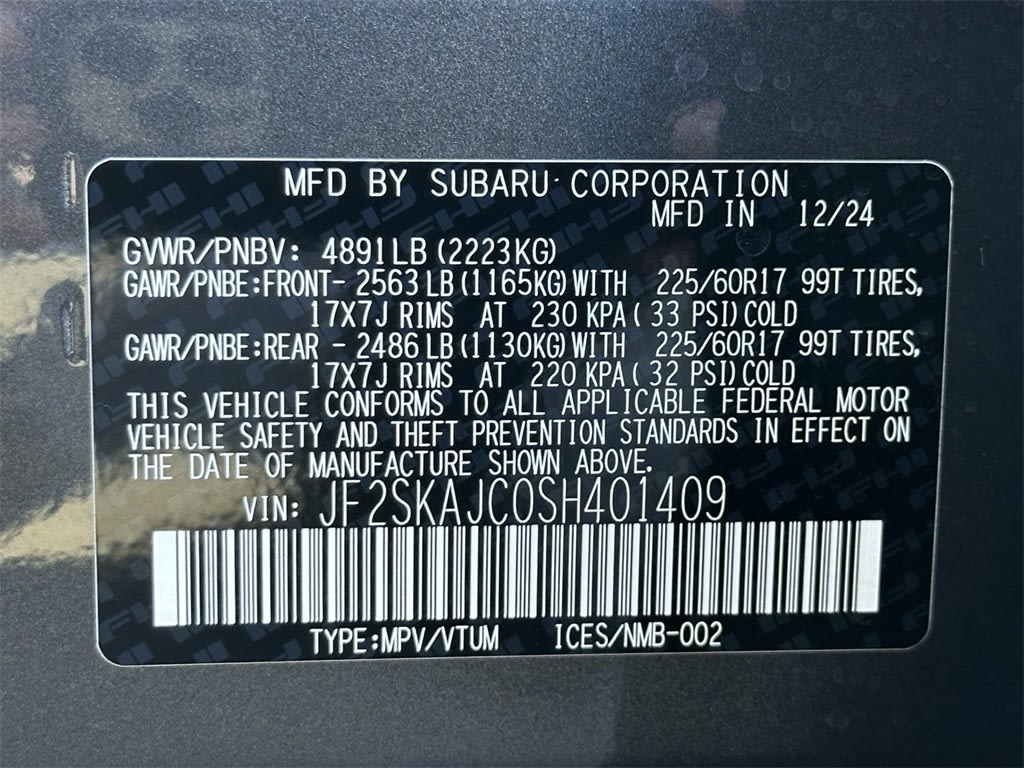 MFD BY SUBARU CORPORATION
MFD IN 12/24
GVWR/PNBV: 4891LB (2223KG)
GAWR/PNBE:FRONT- 2563 LB (1165KG) WITH 225/60R17 99T TIRES,
17X7J RIMS AT 230 KPA( 33 PSI) COLD
GAWR/PNBE:REAR - 2486 LB (1130KG) WITH 225/60R17 99T TIRES,
17X7J RIMS AT 220 KPA( 32 PSI) COLD
THIS VEHICLE CONFORMS TO ALL APPLICABLE FEDERAL MOTOR
VEHICLE SAFETY AND THEFT PREVENTION STANDARDS IN EFFECT ON
THE DATE OF MANUFACTURE SHOWN ABOVE.
VIN: JF2SKAJC0SH401409
TYPE:MPV/VTUM ICES/NMB-002